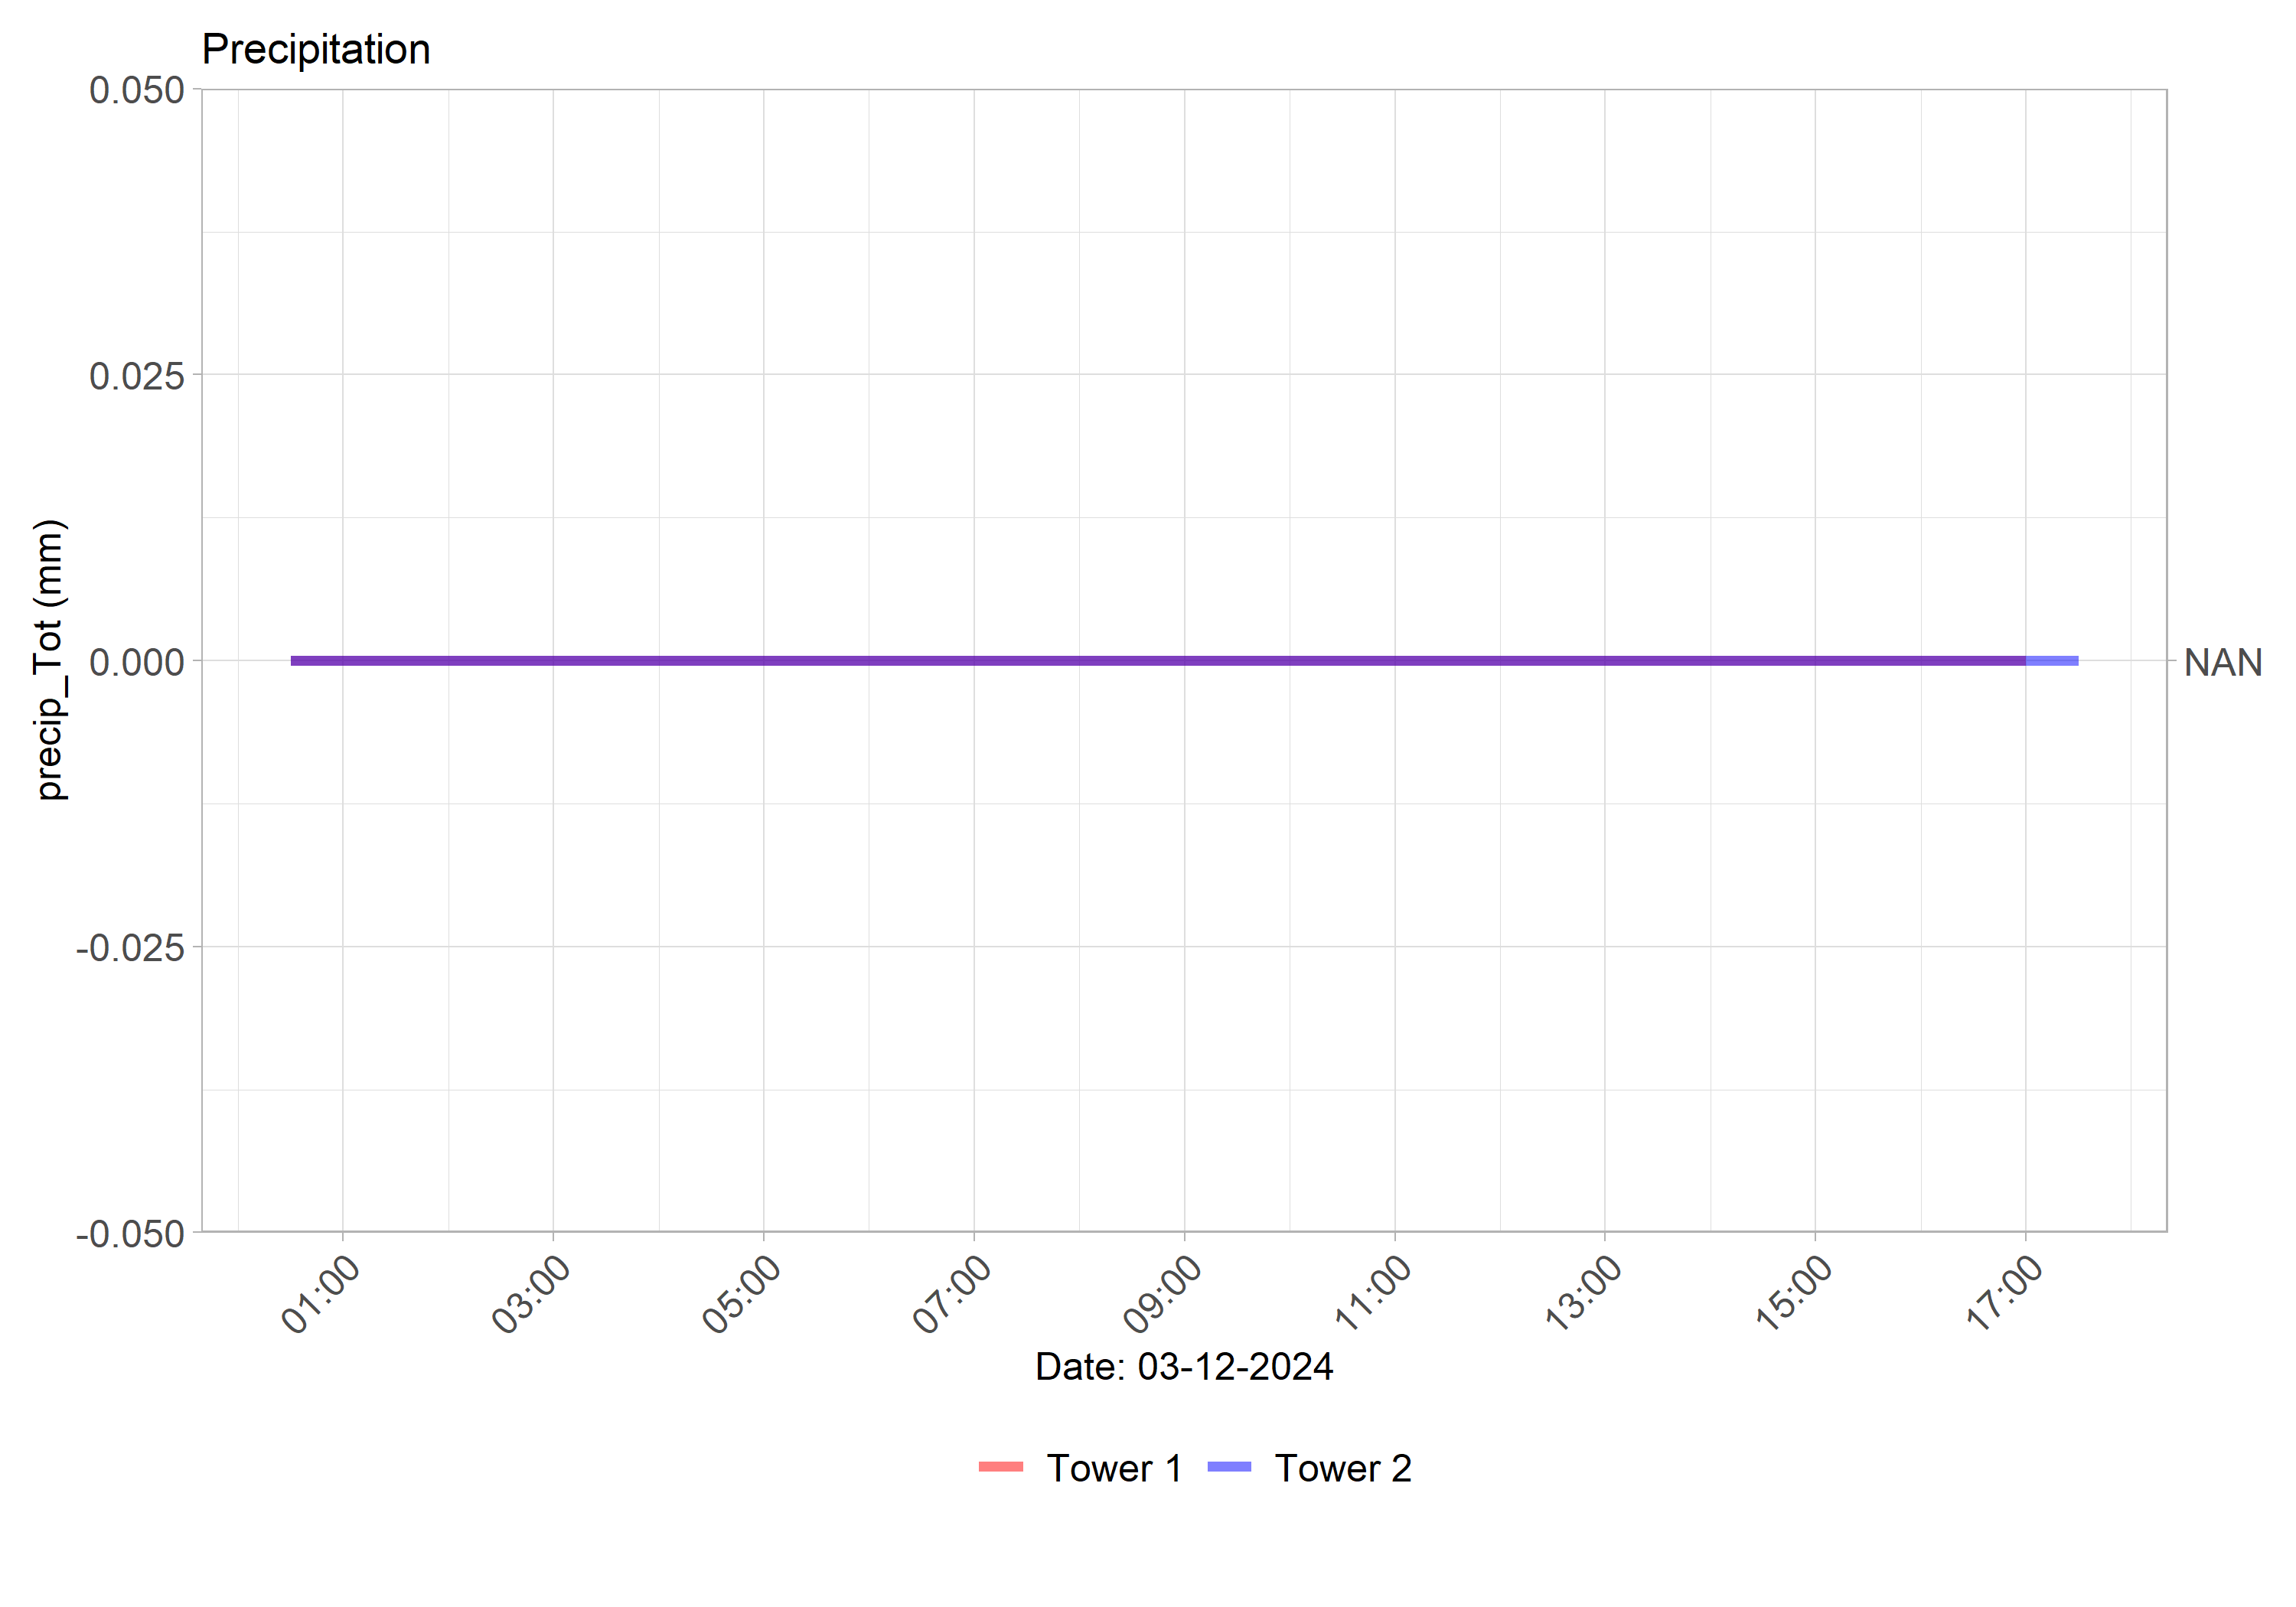 Precipitation
precip_Tot (mm)
0.050
0.025
0.000
-0.025
-0.050
NAN
01:00 03:00 05:00 07:00 09:00 11:00 13:00 15:00 17:00
Date: 03-12-2024
Tower 1 Tower 2